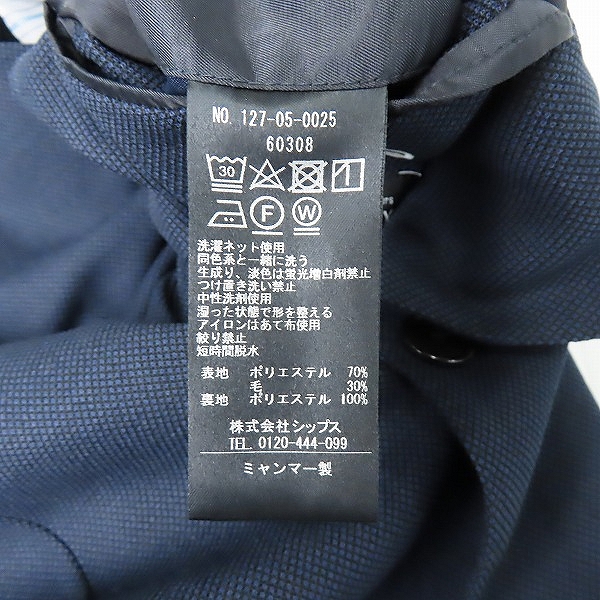 NO. 127-05-0025
60308
30
F W
洗濯ネット使用
同色系と一緒に洗う
生成り、淡色は蛍光増白剤禁止
つけ置き洗い禁止
中性洗剤使用
湿った状態で形を整える
アイロンはあて布使用
絞り禁止
短時間脱水
表地 ポリエステル 70%
毛 30%
裏地 ポリエステル 100%
株式会社シップス
TEL. 0120-444-099
ミャンマー製